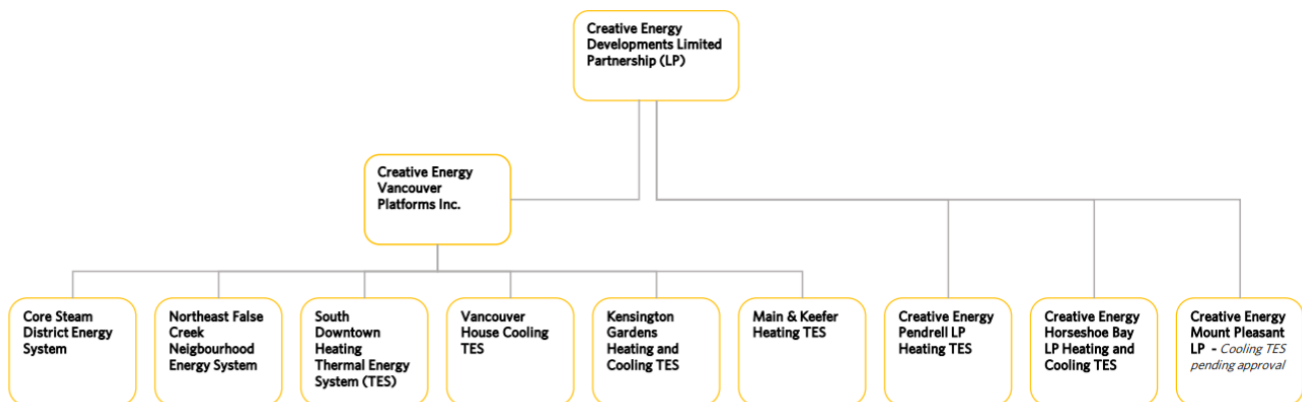 Creative Energy
Developments Limited
Partnership (LP)
Creative Energy
Vancouver
Platforms Inc.
Core Steam
District Energy
System
Northeast False
Creek
Neigbourhood
Energy System
South
Downtown
Heating
Thermal Energy
System (TES)
Vancouver
House Cooling
TES
Kensington
Gardens
Heating and
Cooling TES
Main & Keefer
Heating TES
Creative Energy
Pendrell LP
Heating TES
Creative Energy
Horseshoe Bay
LP Heating and
Cooling TES
Creative Energy
Mount Pleasant
LP - Cooling TES
pending approval